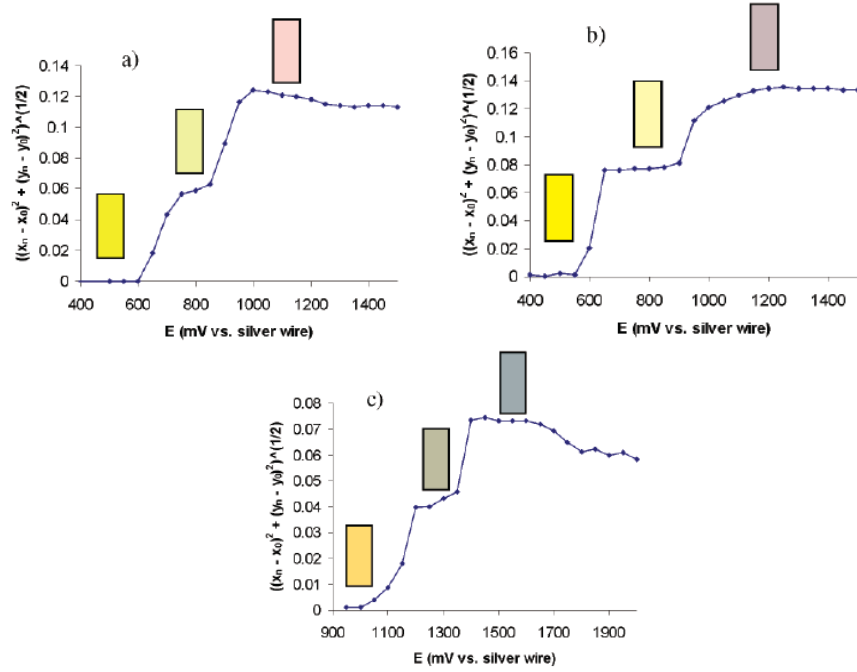 a)
((xₙ - x₀)² + (yₙ - y₀)²)^(1/2)
0.14
0.12
0.1
0.08
0.06
0.04
0.02
0
400 600 800 1000 1200 1400
E (mV vs. silver wire)
b)
((xₙ - x₀)² + (yₙ - y₀)²)^(1/2)
0.16
0.14
0.12
0.10
0.08
0.06
0.04
0.02
0
400 600 800 1000 1200 1400
E (mV vs. silver wire)
c)
((xₙ - x₀)² + (yₙ - y₀)²)^(1/2)
0.08
0.07
0.06
0.05
0.04
0.03
0.02
0.01
0
900 1100 1300 1500 1700 1900
E (mV vs. silver wire)